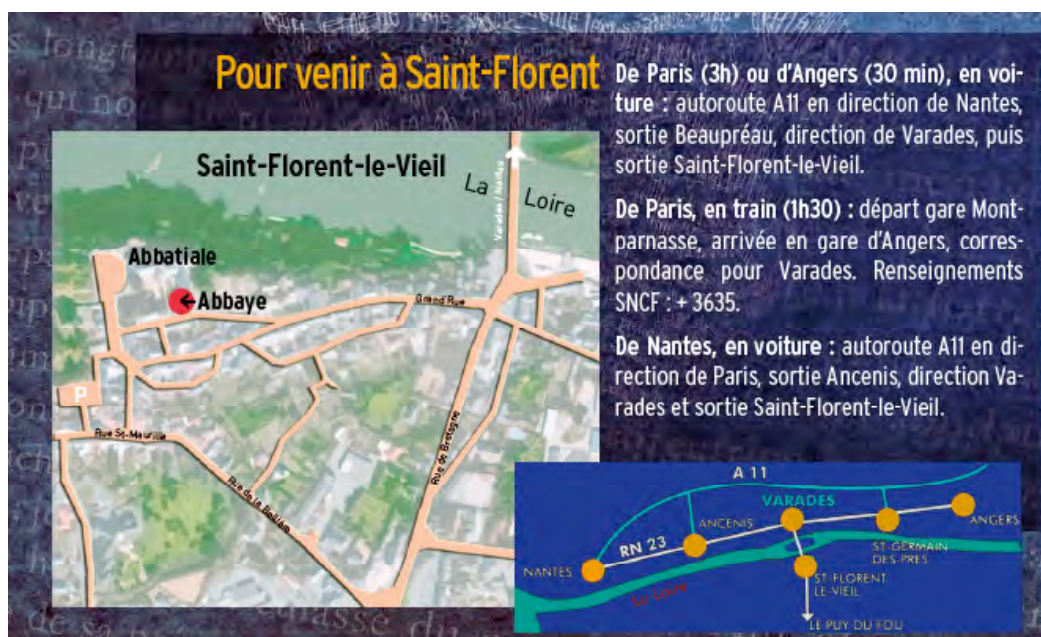 Pour venir à Saint-Florent
De Paris (3h) ou d'Angers (30 min), en voi-
ture : autoroute A11 en direction de Nantes,
sortie Beaupréau, direction de Varades, puis
sortie Saint-Florent-le-Vieil.
De Paris, en train (1h30) : départ gare Mont-
parnasse, arrivée en gare d'Angers, corres-
pondance pour Varades. Renseignements
SNCF : + 3635.
De Nantes, en voiture : autoroute A11 en di-
rection de Paris, sortie Ancenis, direction Va-
rades et sortie Saint-Florent-le-Vieil.
Saint-Florent-le-Vieil
La Loire
Varades / Nantes
Abbatiale
Abbaye
Grand Rue
P
Rue St-Maurille
Rue de Bretagne
A 11
VARADES
ANCENIS
ANGERS
RN 23
ST-GERMAIN
DES-PRES
NANTES
ST-FLORENT
LE-VIEIL
La Loire
LE PUY DU FOU